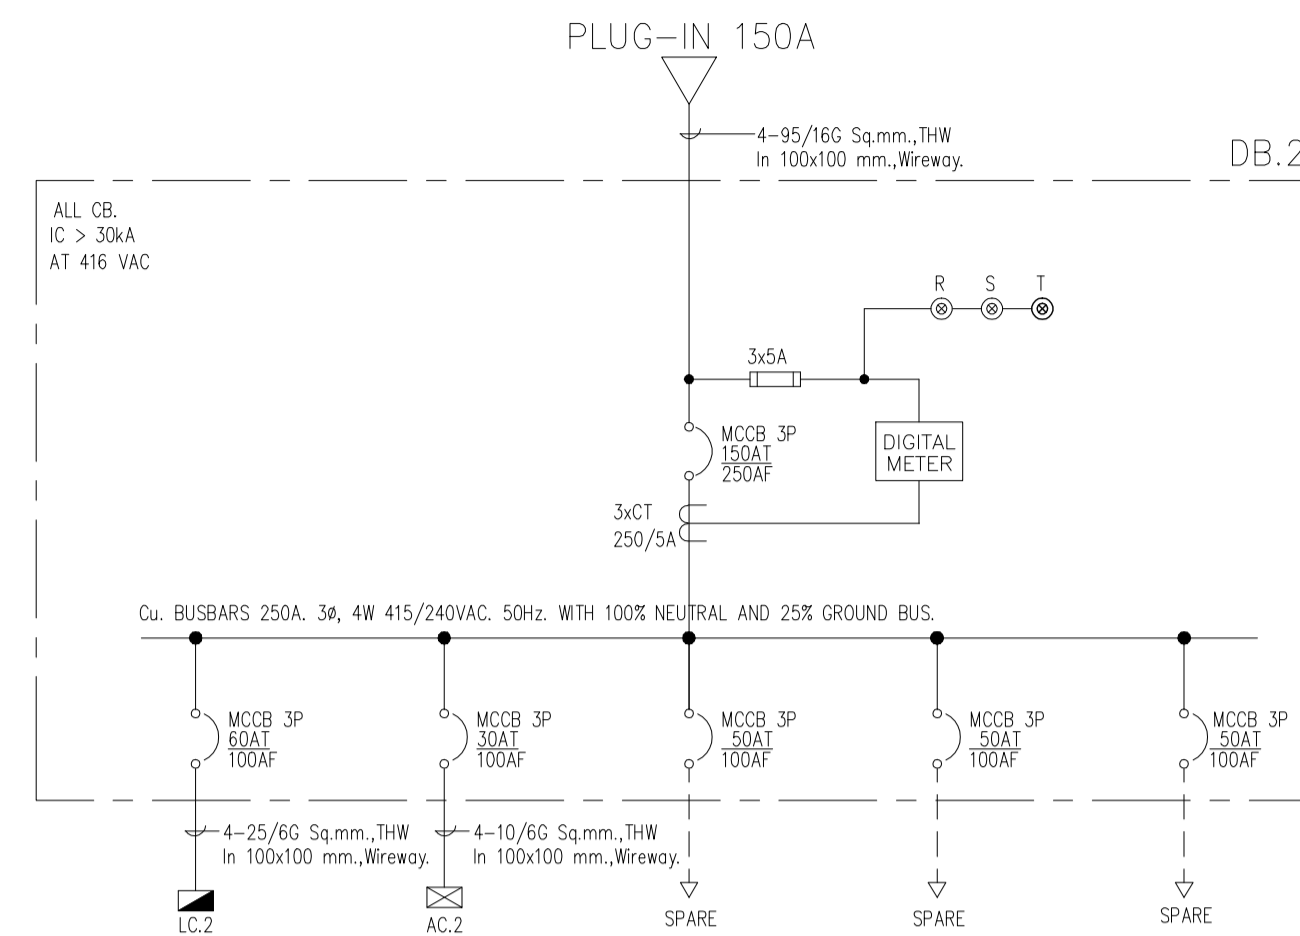 PLUG-IN 150A
4-95/16G Sq.mm.,THW
In 100x100 mm.,Wireway.
DB.2
ALL CB.
IC > 30kA
AT 416 VAC
R S T
3x5A
MCCB 3P
150AT
250AF
DIGITAL
METER
3xCT
250/5A
Cu. BUSBARS 250A. 3ø, 4W 415/240VAC. 50Hz. WITH 100% NEUTRAL AND 25% GROUND BUS.
MCCB 3P
60AT
100AF
MCCB 3P
30AT
100AF
MCCB 3P
50AT
100AF
MCCB 3P
50AT
100AF
MCCB 3P
50AT
100AF
4-25/6G Sq.mm.,THW
In 100x100 mm.,Wireway.
4-10/6G Sq.mm.,THW
In 100x100 mm.,Wireway.
LC.2
AC.2
SPARE
SPARE
SPARE